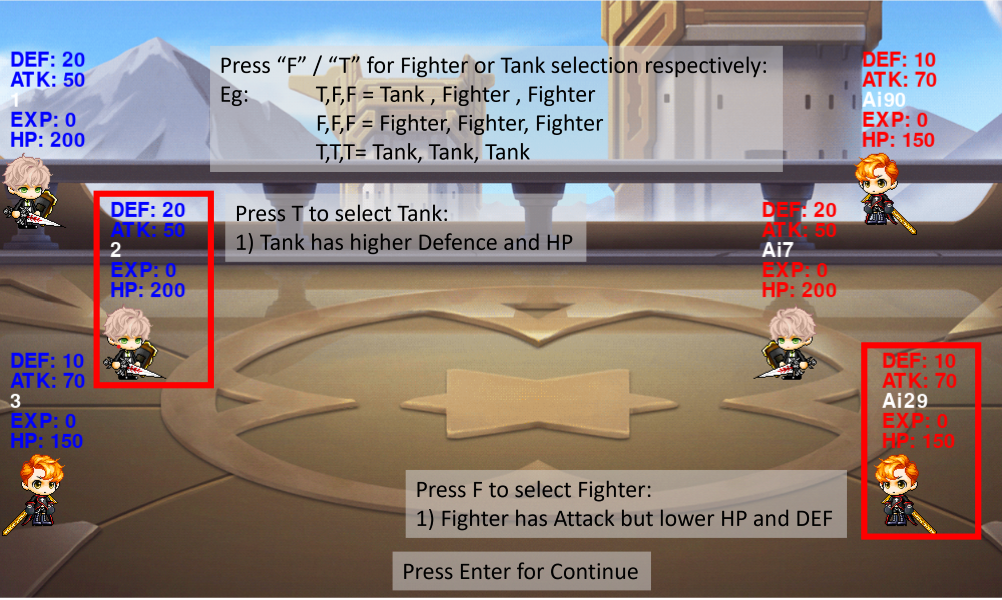 DEF: 20
ATK: 50
1
EXP: 0
HP: 200
Press “F” / “T” for Fighter or Tank selection respectively:
Eg: T,F,F = Tank , Fighter , Fighter
F,F,F = Fighter, Fighter, Fighter
T,T,T= Tank, Tank, Tank
DEF: 10
ATK: 70
Ai90
EXP: 0
HP: 150
DEF: 20
ATK: 50
2
EXP: 0
HP: 200
Press T to select Tank:
1) Tank has higher Defence and HP
DEF: 20
ATK: 50
Ai7
EXP: 0
HP: 200
DEF: 10
ATK: 70
3
EXP: 0
HP: 150
DEF: 10
ATK: 70
Ai29
EXP: 0
HP: 150
Press F to select Fighter:
1) Fighter has Attack but lower HP and DEF
Press Enter for Continue